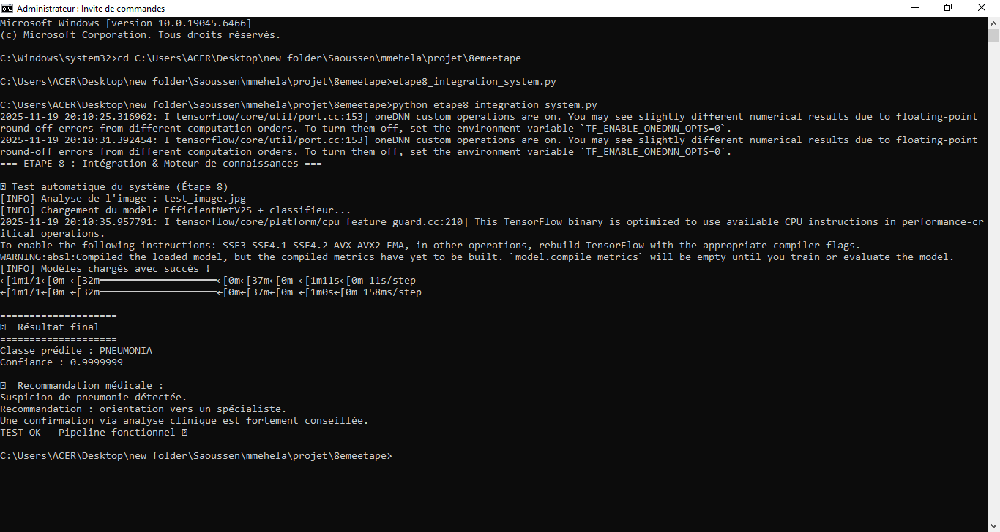 Administrateur : Invite de commandes
Microsoft Windows [version 10.0.19045.6466]
(c) Microsoft Corporation. Tous droits réservés.
C:\Windows\system32>cd C:\Users\ACER\Desktop\new folder\Saoussen\mmehela\projet\8emeetape
C:\Users\ACER\Desktop\new folder\Saoussen\mmehela\projet\8emeetape>etape8_integration_system.py
C:\Users\ACER\Desktop\new folder\Saoussen\mmehela\projet\8emeetape>python etape8_integration_system.py
2025-11-19 20:10:25.316962: I tensorflow/core/util/port.cc:153] oneDNN custom operations are on. You may see slightly different numerical results due to floating-point
round-off errors from different computation orders. To turn them off, set the environment variable `TF_ENABLE_ONEDNN_OPTS=0`.
2025-11-19 20:10:31.392454: I tensorflow/core/util/port.cc:153] oneDNN custom operations are on. You may see slightly different numerical results due to floating-point
round-off errors from different computation orders. To turn them off, set the environment variable `TF_ENABLE_ONEDNN_OPTS=0`.
=== ETAPE 8 : Intégration & Moteur de connaissances ===
⍰ Test automatique du système (Étape 8)
[INFO] Analyse de l'image : test_image.jpg
[INFO] Chargement du modèle EfficientNetV2S + classifieur...
2025-11-19 20:10:35.957791: I tensorflow/core/platform/cpu_feature_guard.cc:210] This TensorFlow binary is optimized to use available CPU instructions in performance-cr
itical operations.
To enable the following instructions: SSE3 SSE4.1 SSE4.2 AVX AVX2 FMA, in other operations, rebuild TensorFlow with the appropriate compiler flags.
WARNING:absl:Compiled the loaded model, but the compiled metrics have yet to be built. `model.compile_metrics` will be empty until you train or evaluate the model.
[INFO] Modèles chargés avec succès !
←[1m1/1←[0m ←[32m━━━━━━━━━━━━━━━━━━━━←[0m←[37m←[0m ←[1m11s←[0m 11s/step
←[1m1/1←[0m ←[32m━━━━━━━━━━━━━━━━━━━━←[0m←[37m←[0m ←[1m0s←[0m 158ms/step
====================
⍰  Résultat final
====================
Classe prédite : PNEUMONIA
Confiance : 0.9999999
⍰  Recommandation médicale :
Suspicion de pneumonie détectée.
Recommandation : orientation vers un spécialiste.
Une confirmation via analyse clinique est fortement conseillée.
TEST OK – Pipeline fonctionnel ⍰
C:\Users\ACER\Desktop\new folder\Saoussen\mmehela\projet\8emeetape>